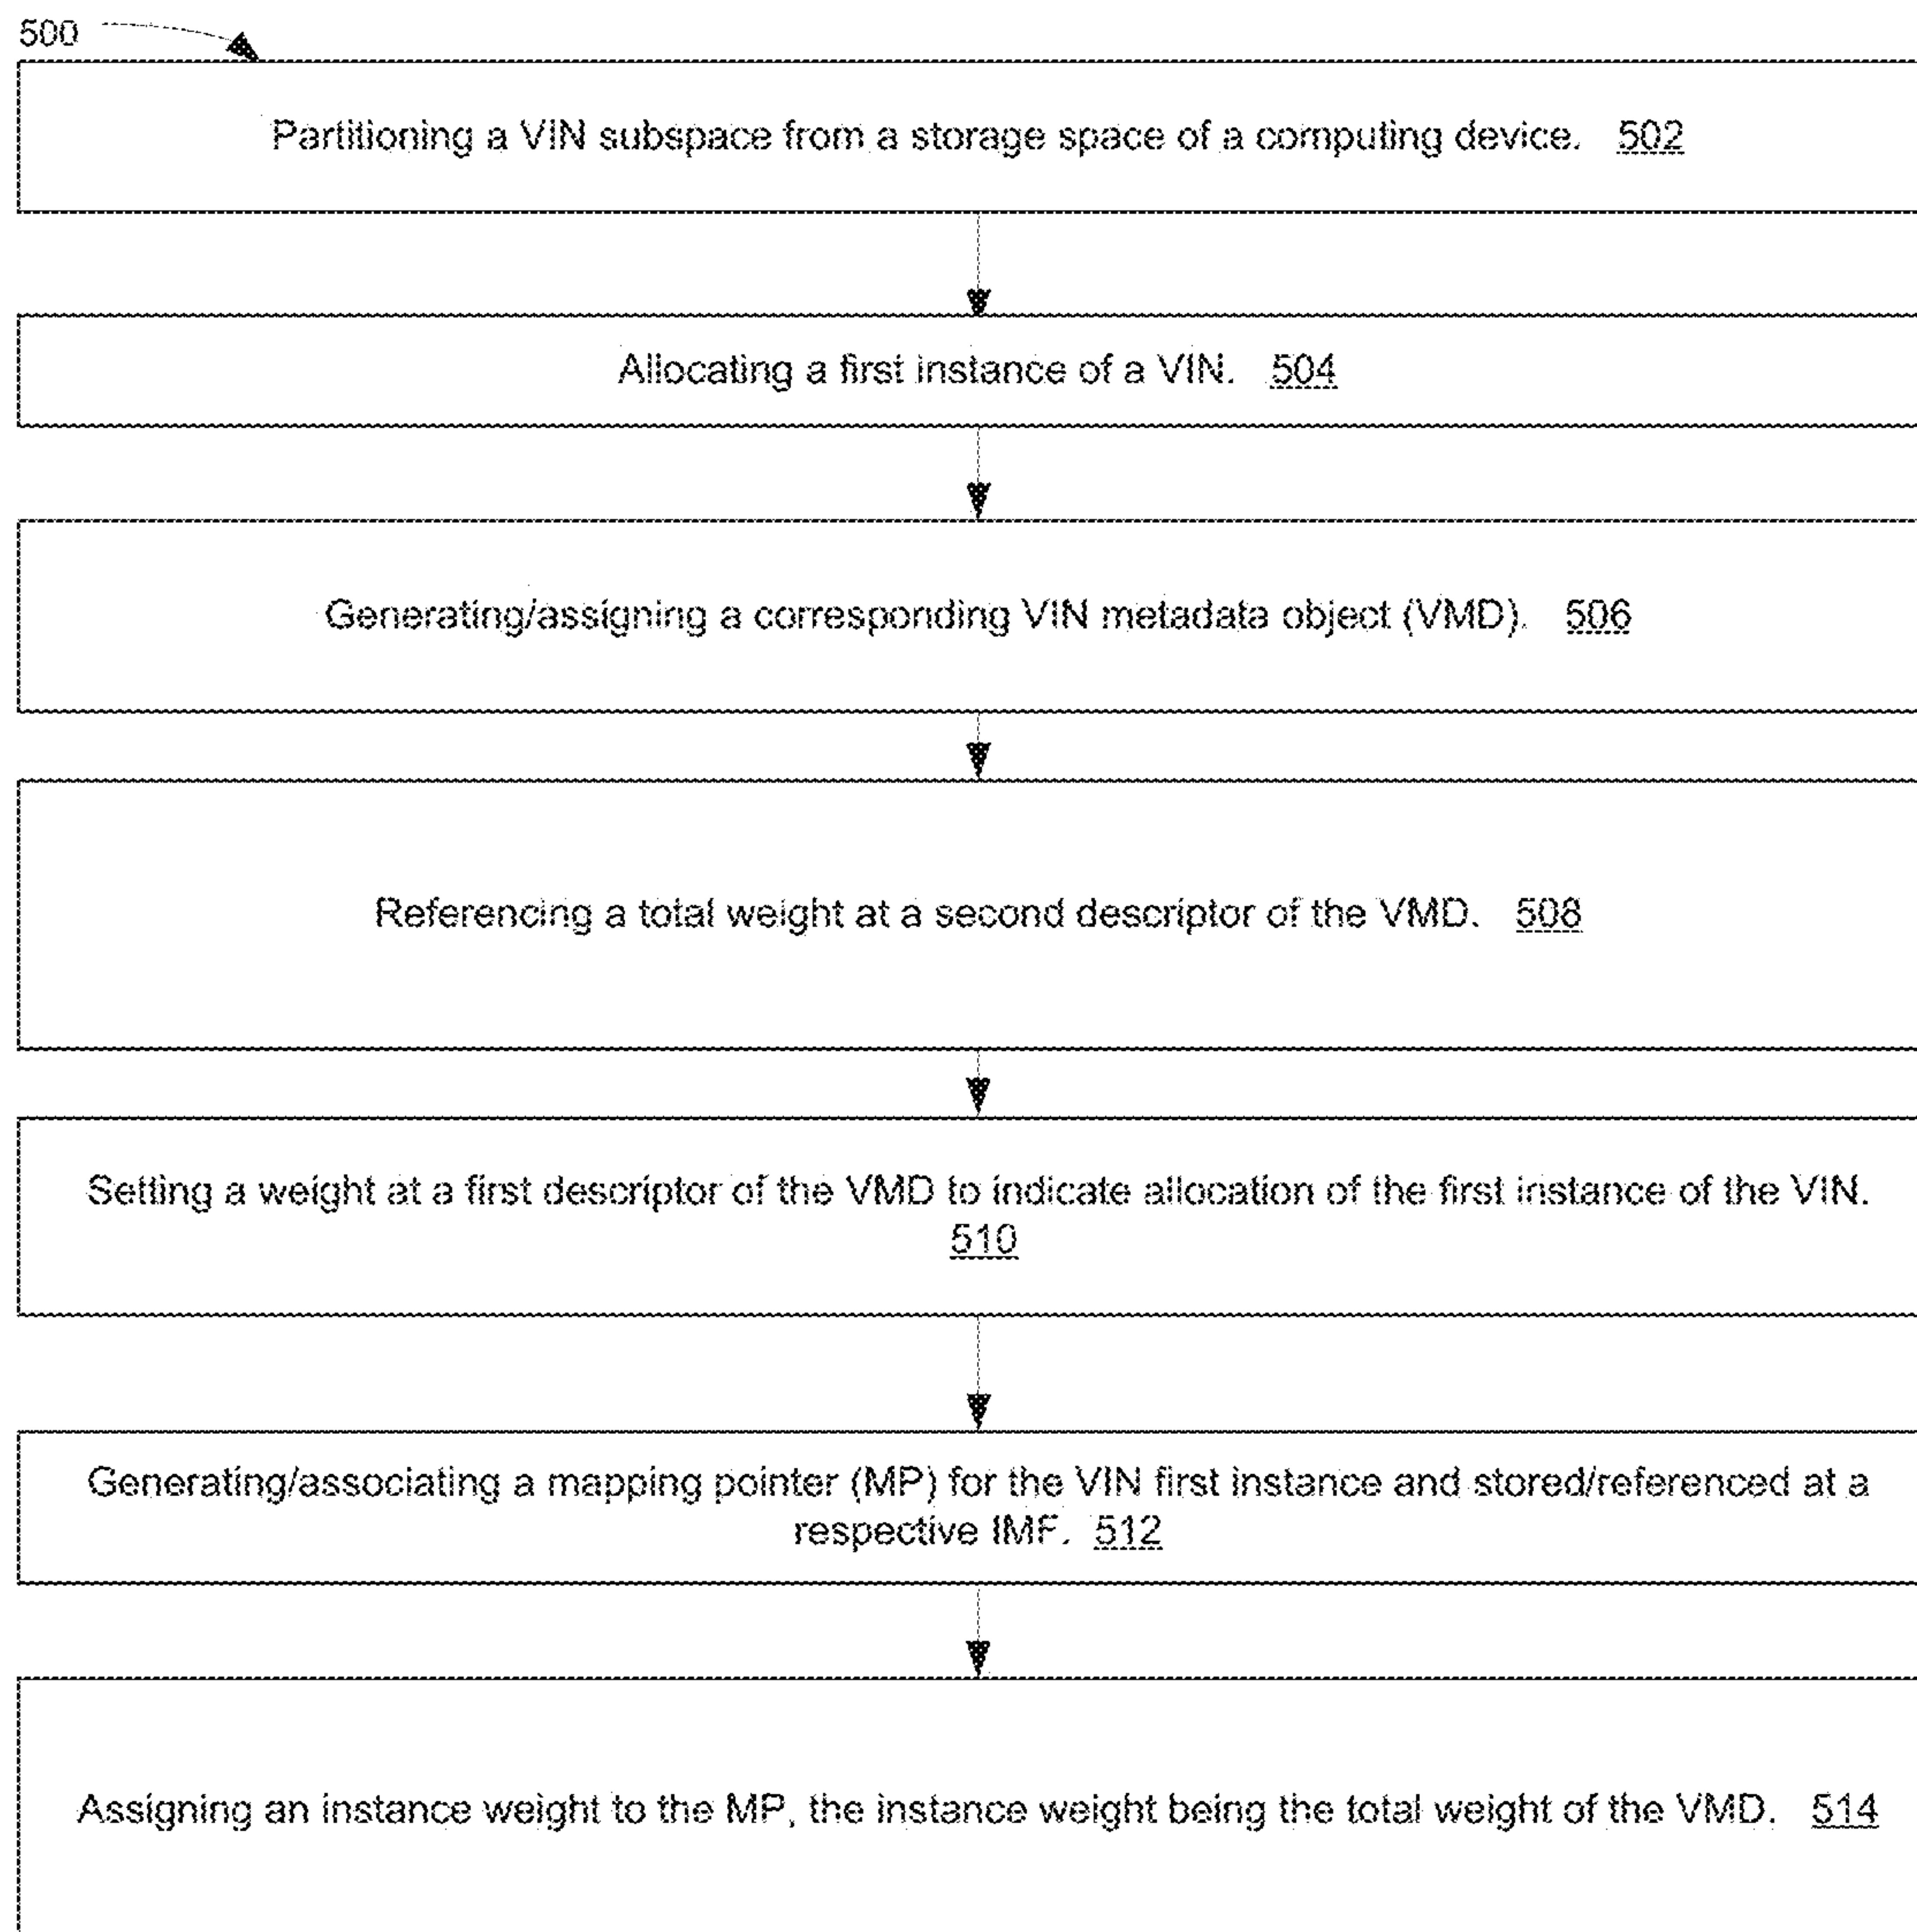 500
Partitioning a VIN subspace from a storage space of a computing device. 502
Allocating a first instance of a VIN. 504
Generating/assigning a corresponding VIN metadata object (VMD). 506
Referencing a total weight at a second descriptor of the VMD. 508
Setting a weight at a first descriptor of the VMD to indicate allocation of the first instance of the VIN.
510
Generating/associating a mapping pointer (MP) for the VIN first instance and stored/referenced at a
respective IMF. 512
Assigning an instance weight to the MP, the instance weight being the total weight of the VMD. 514